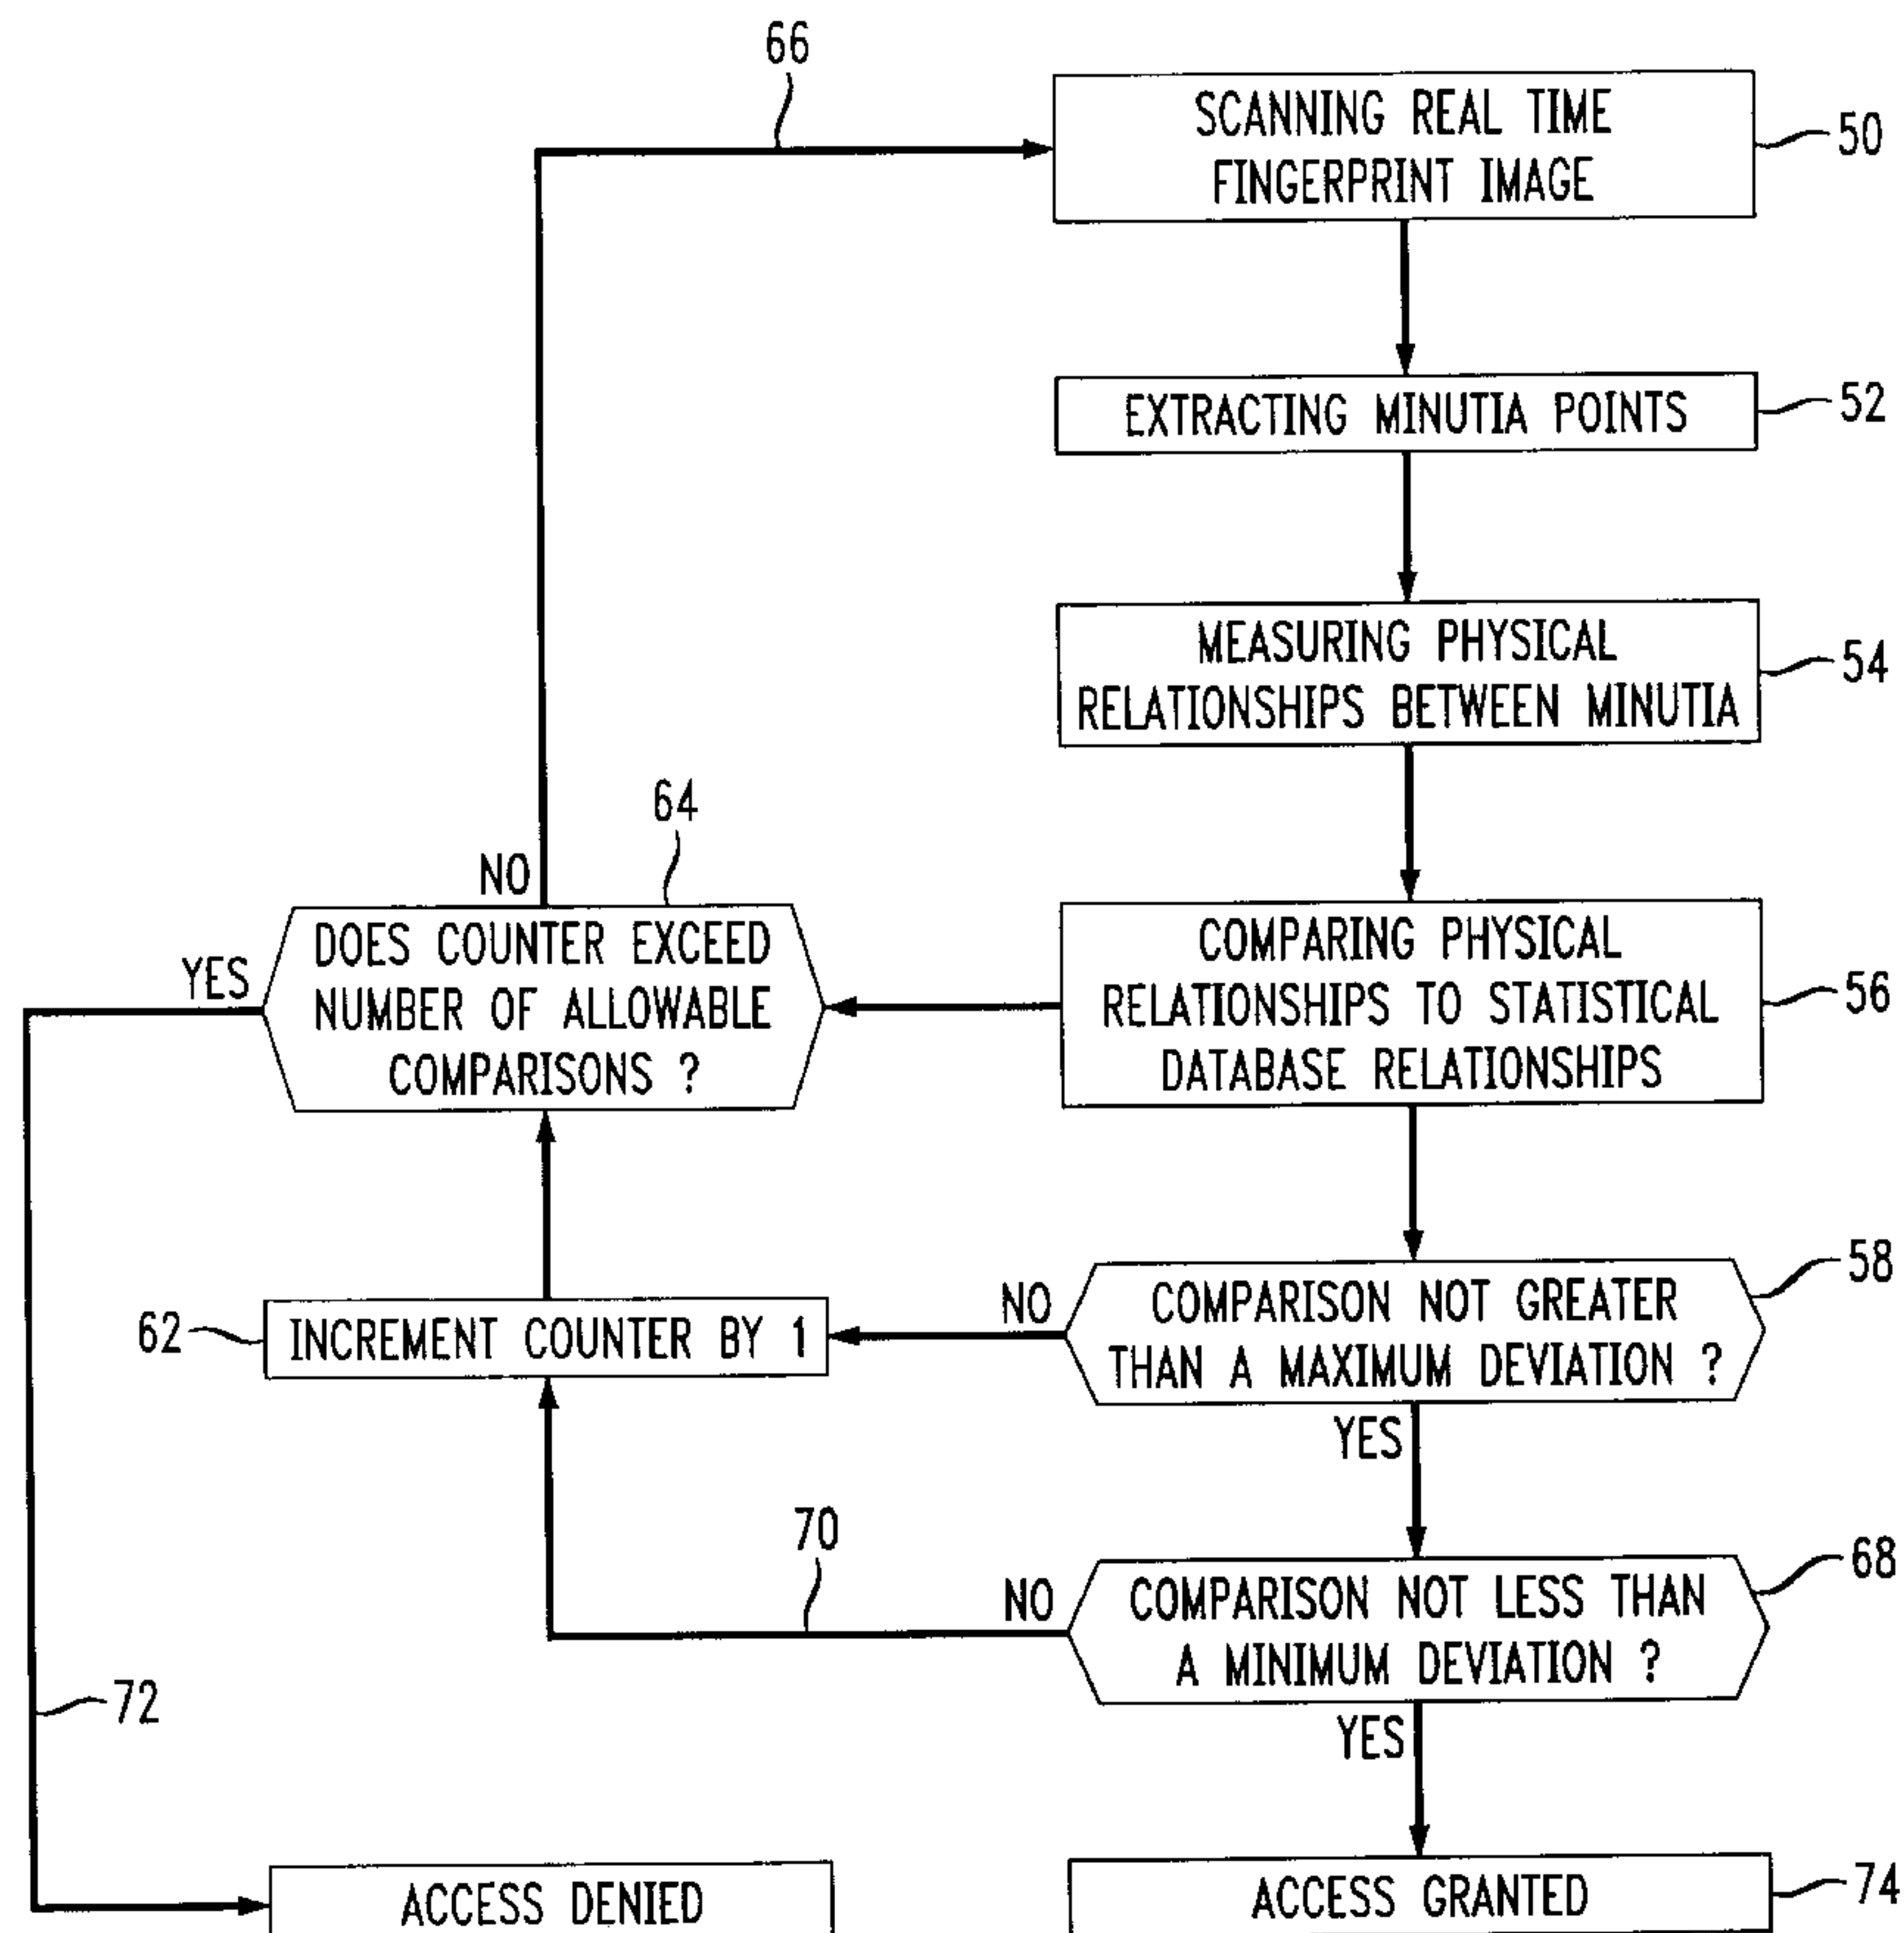 66
SCANNING REAL TIME
FINGERPRINT IMAGE
50
EXTRACTING MINUTIA POINTS
52
MEASURING PHYSICAL
RELATIONSHIPS BETWEEN MINUTIA
54
64
NO
DOES COUNTER EXCEED
NUMBER OF ALLOWABLE
COMPARISONS ?
YES
COMPARING PHYSICAL
RELATIONSHIPS TO STATISTICAL
DATABASE RELATIONSHIPS
56
62
INCREMENT COUNTER BY 1
NO
COMPARISON NOT GREATER
THAN A MAXIMUM DEVIATION ?
58
YES
70
NO
COMPARISON NOT LESS THAN
A MINIMUM DEVIATION ?
68
YES
72
ACCESS DENIED
ACCESS GRANTED
74